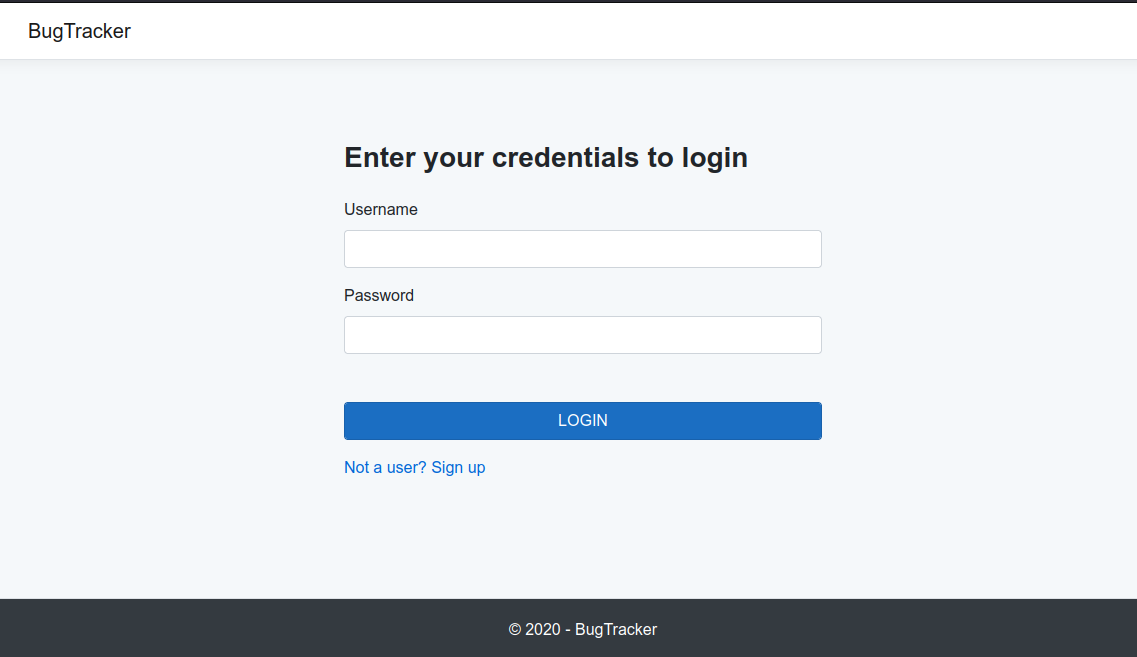 BugTracker
Enter your credentials to login
Username
Password
LOGIN
Not a user? Sign up
© 2020 - BugTracker